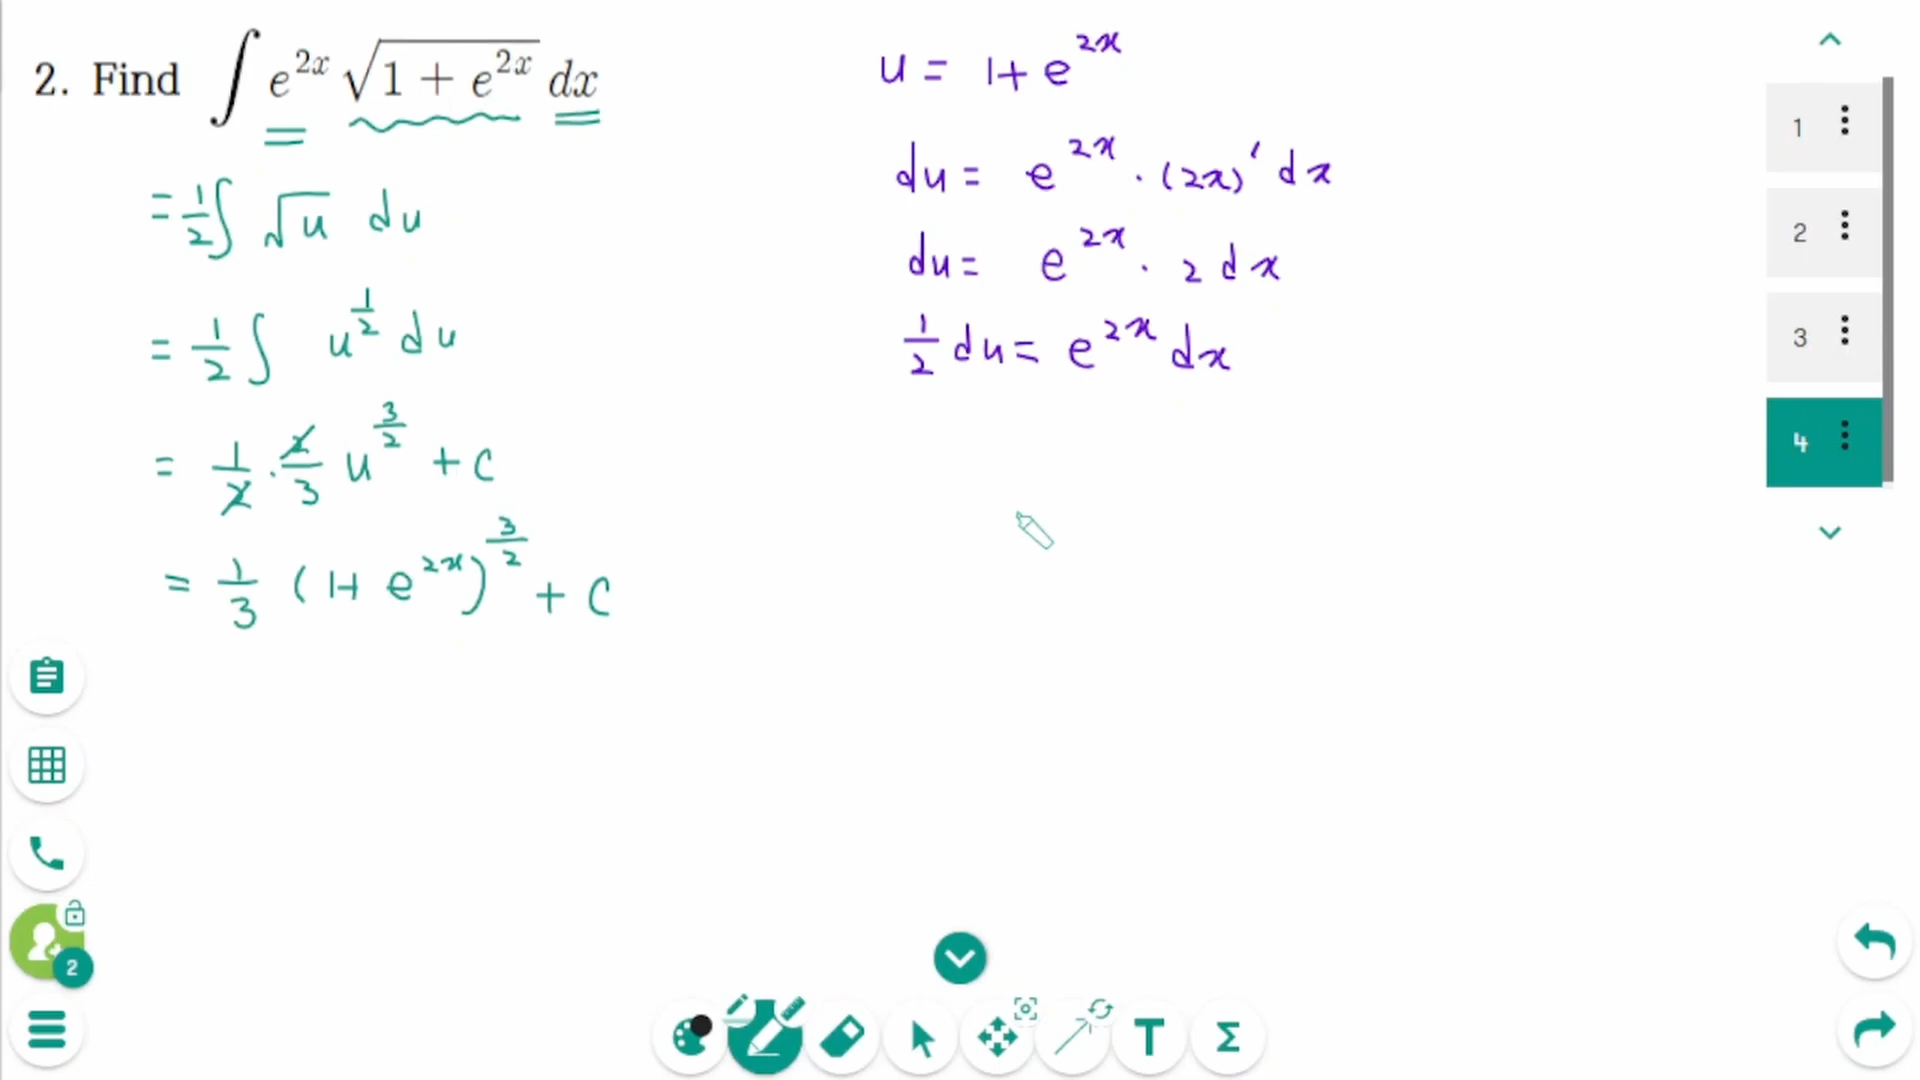 2. Find ∫ e^{2x} √(1 + e^{2x}) dx
= 1/2 ∫ √u du
= 1/2 ∫ u^{1/2} du
= 1/2 · 2/3 u^{3/2} + c
= 1/3 (1+ e^{2x})^{3/2} + C
u = 1+ e^{2x}
du = e^{2x} · (2x)' dx
du = e^{2x} · 2 dx
1/2 du = e^{2x} dx
1
2
3
4
2
T
Σ